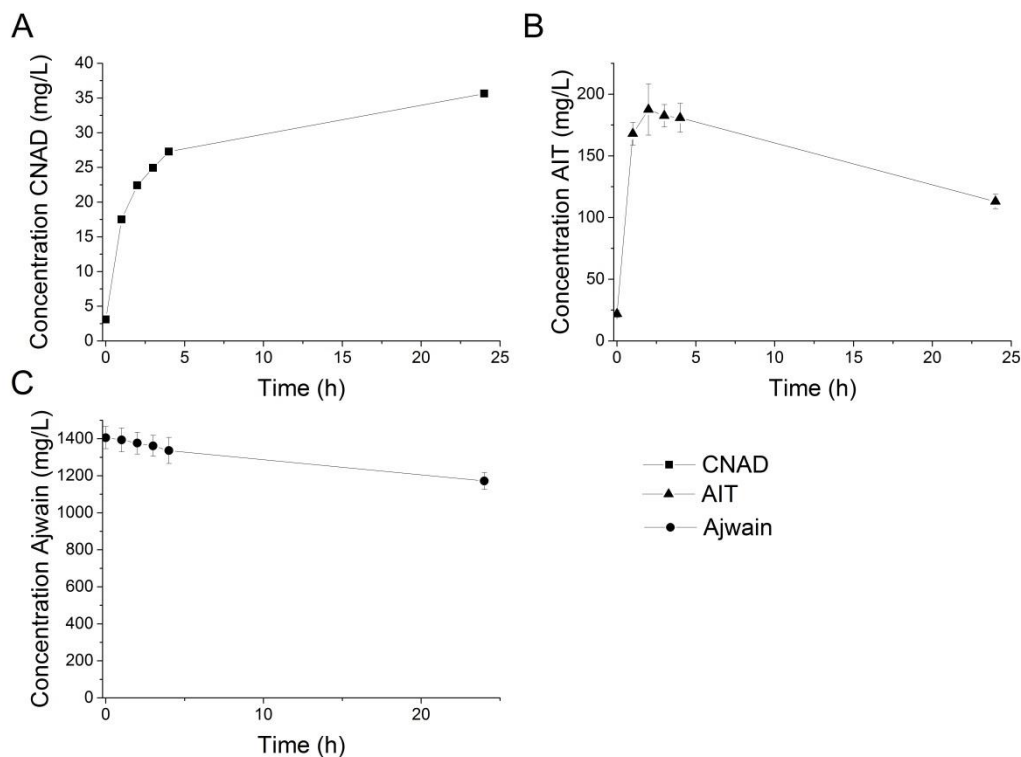 A
Concentration CNAD (mg/L)
40
35
30
25
20
15
10
5
0
0 5 10 15 20 25
Time (h)
B
Concentration AIT (mg/L)
200
150
100
50
0
0 5 10 15 20 25
Time (h)
C
Concentration Ajwain (mg/L)
1400
1200
1000
800
600
400
200
0
0 10 20
Time (h)
CNAD
AIT
Ajwain